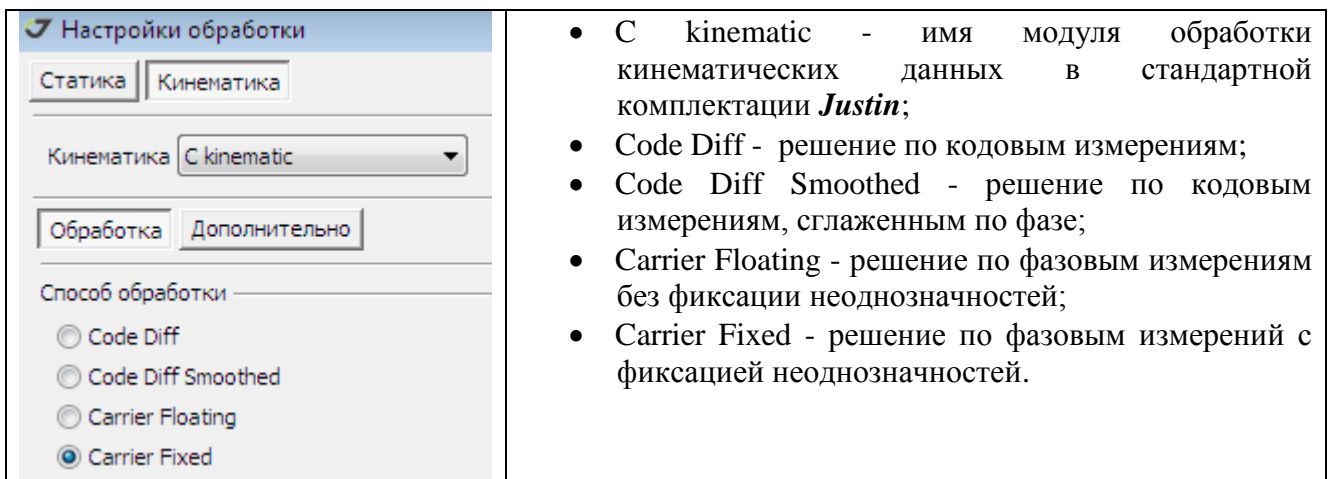 Настройки обработки
Статика Кинематика
Кинематика C kinematic
Обработка Дополнительно
Способ обработки
Code Diff
Code Diff Smoothed
Carrier Floating
Carrier Fixed
• C kinematic - имя модуля обработки
кинематических данных в стандартной
комплектации Justin;
• Code Diff - решение по кодовым измерениям;
• Code Diff Smoothed - решение по кодовым
измерениям, сглаженным по фазе;
• Carrier Floating - решение по фазовым измерениям
без фиксации неоднозначностей;
• Carrier Fixed - решение по фазовым измерений с
фиксацией неоднозначностей.